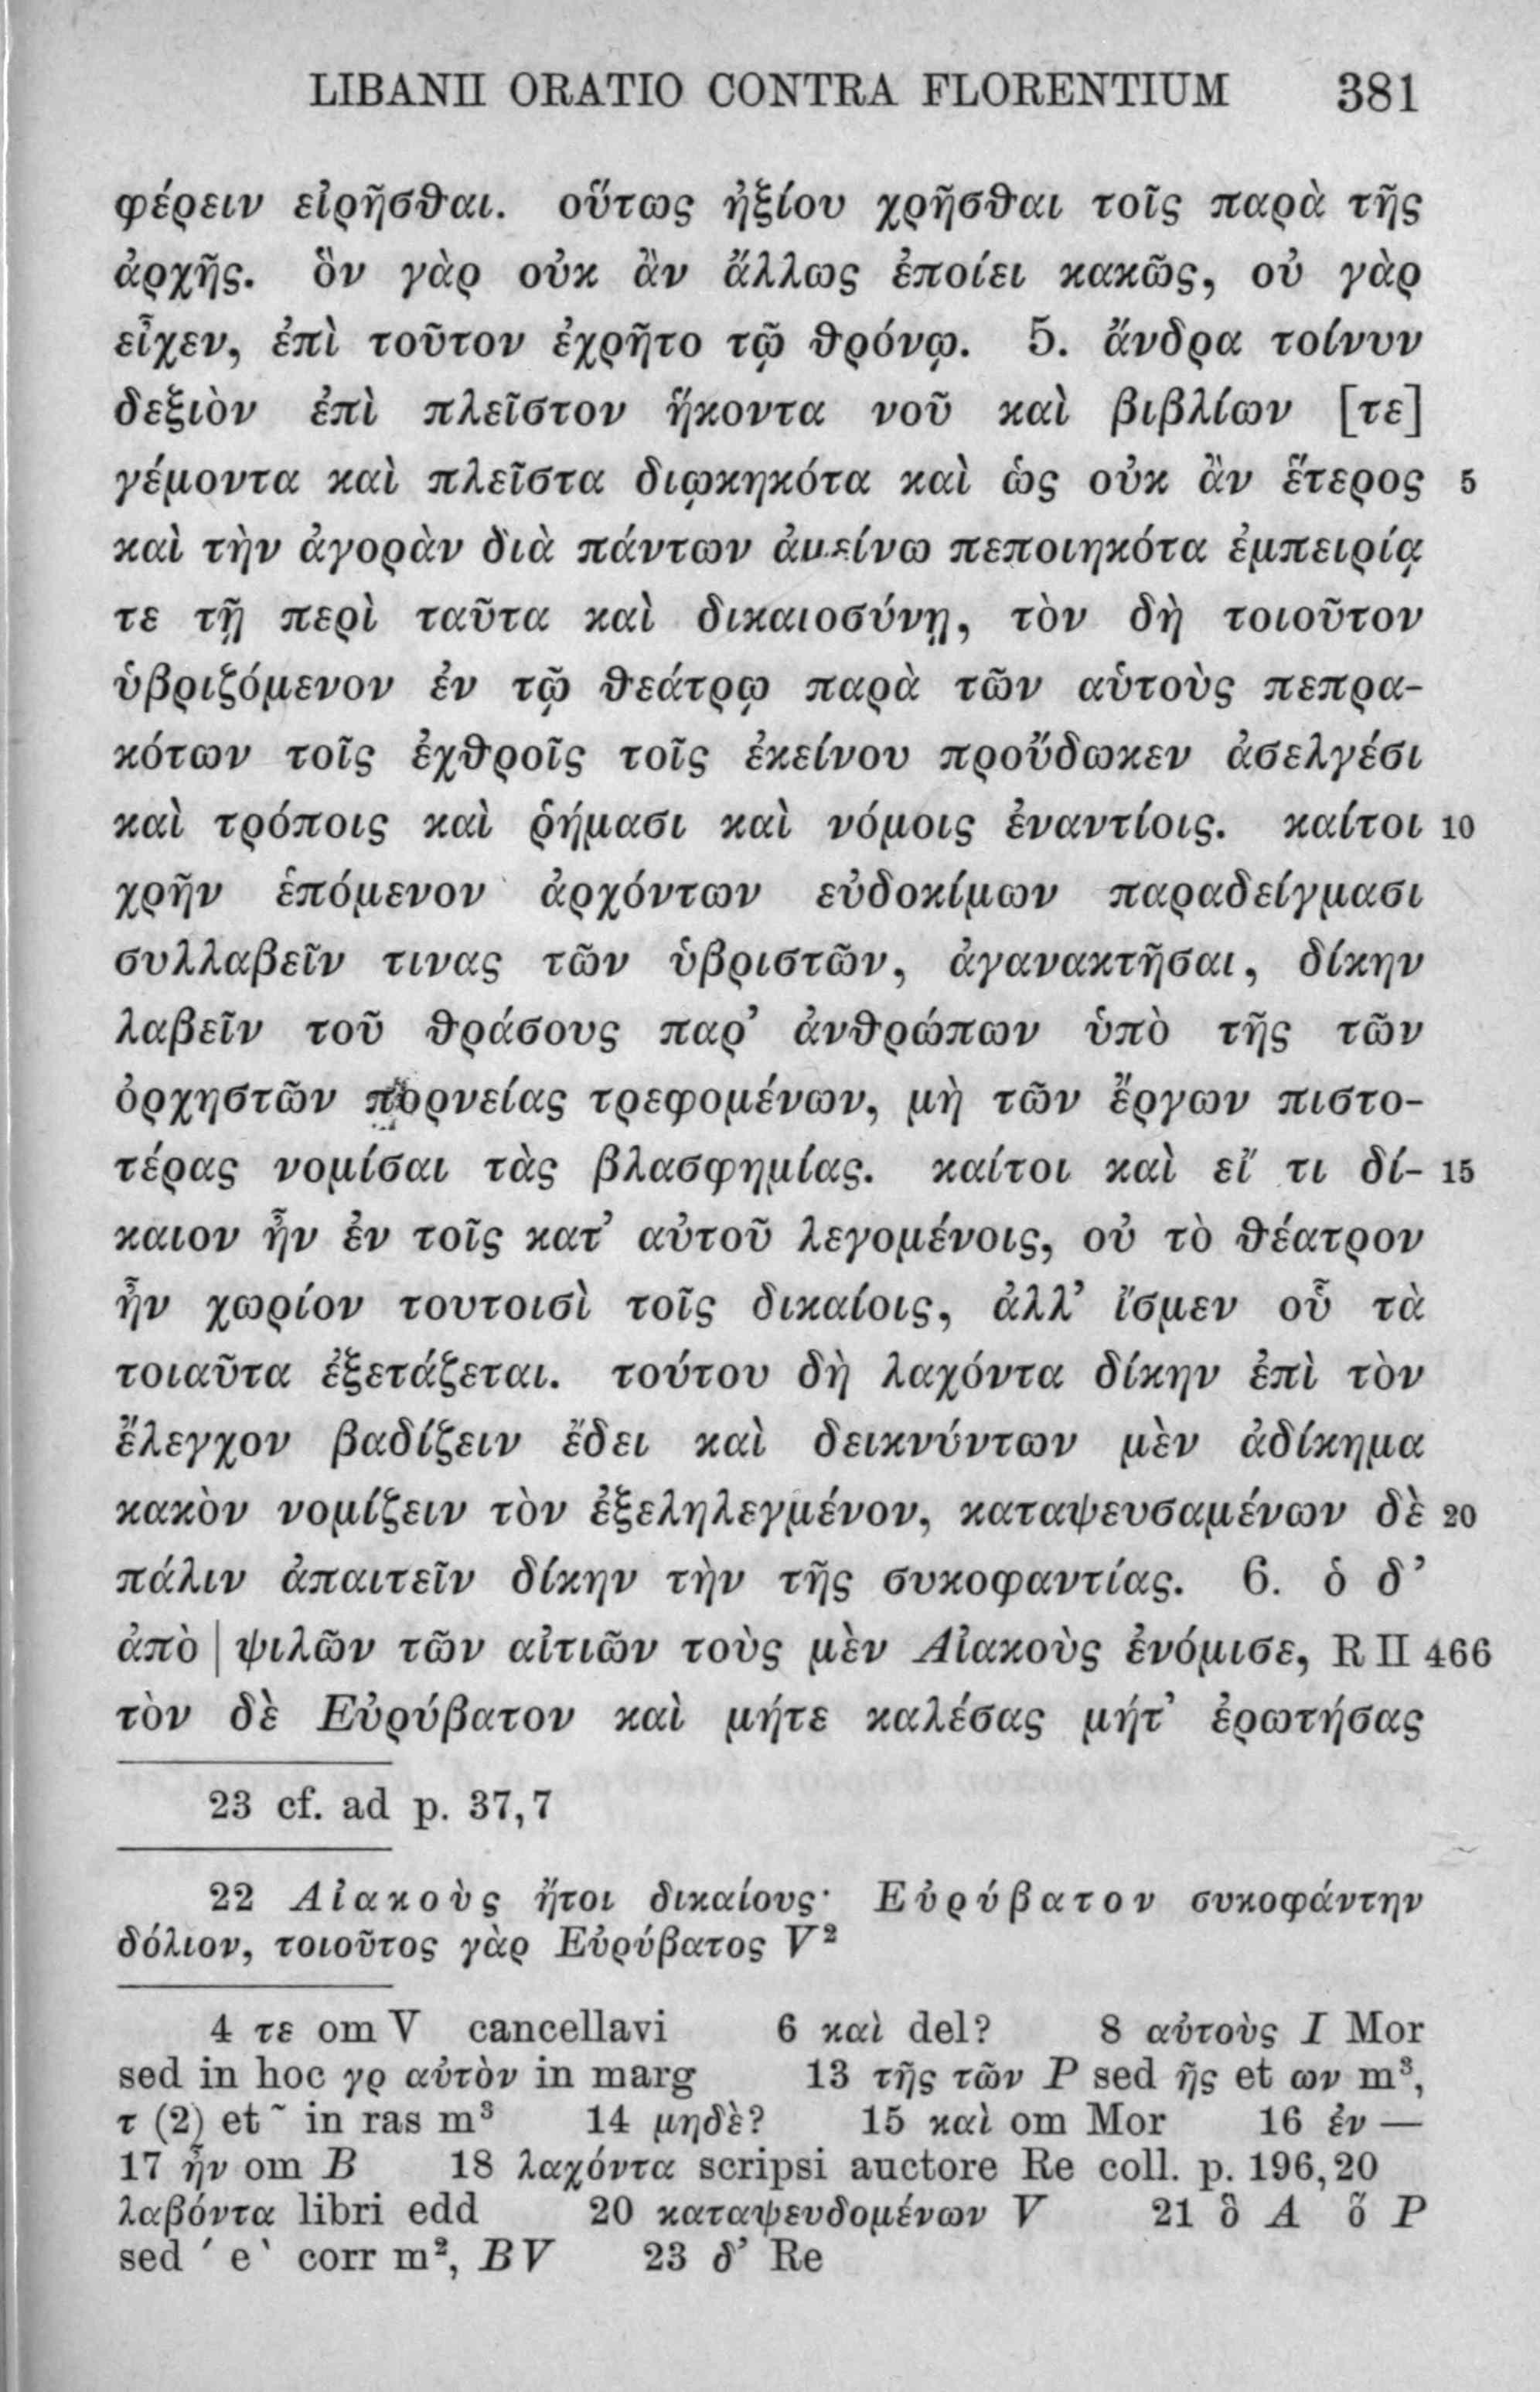 LIBANII ORATIO CONTRA FLORENTIUM 381
φέρειν εἰρῆσθαι. οὕτως ἠξίου χρῆσθαι τοῖς παρὰ τῆς
ἀρχῆς. ὃν γὰρ οὐκ ἂν ἄλλως ἐποίει κακῶς, οὐ γὰρ
εἶχεν, ἐπὶ τοῦτον ἐχρῆτο τῷ θρόνῳ. 5. ἄνδρα τοίνυν
δεξιὸν ἐπὶ πλεῖστον ἥκοντα νοῦ καὶ βιβλίων [τε]
γέμοντα καὶ πλεῖστα διῳκηκότα καὶ ὡς οὐκ ἂν ἕτερος 5
καὶ τὴν ἀγορὰν διὰ πάντων ἀμείνω πεποιηκότα ἐμπειρίᾳ
τε τῇ περὶ ταῦτα καὶ δικαιοσύνῃ, τὸν δὴ τοιοῦτον
ὑβριζόμενον ἐν τῷ θεάτρῳ παρὰ τῶν αὑτοὺς πεπρα-
κότων τοῖς ἐχθροῖς τοῖς ἐκείνου προὔδωκεν ἀσελγέσι
καὶ τρόποις καὶ ῥήμασι καὶ νόμοις ἐναντίοις. καίτοι 10
χρῆν ἑπόμενον ἀρχόντων εὐδοκίμων παραδείγμασι
συλλαβεῖν τινας τῶν ὑβριστῶν, ἀγανακτῆσαι, δίκην
λαβεῖν τοῦ θράσους παρ’ ἀνθρώπων ὑπὸ τῆς τῶν
ὀρχηστῶν πορνείας τρεφομένων, μὴ τῶν ἔργων πιστο-
τέρας νομίσαι τὰς βλασφημίας. καίτοι καὶ εἴ τι δί- 15
καιον ἦν ἐν τοῖς κατ’ αὐτοῦ λεγομένοις, οὐ τὸ θέατρον
ἦν χωρίον τουτοισὶ τοῖς δικαίοις, ἀλλ’ ἴσμεν οὗ τὰ
τοιαῦτα ἐξετάζεται. τούτου δὴ λαχόντα δίκην ἐπὶ τὸν
ἔλεγχον βαδίζειν ἔδει καὶ δεικνύντων μὲν ἀδίκημα
κακὸν νομίζειν τὸν ἐξεληλεγμένον, καταψευσαμένων δὲ 20
πάλιν ἀπαιτεῖν δίκην τὴν τῆς συκοφαντίας. 6. ὁ δ’
ἀπὸ | ψιλῶν τῶν αἰτιῶν τοὺς μὲν Αἰακοὺς ἐνόμισε, R II 466
τὸν δὲ Εὐρύβατον καὶ μήτε καλέσας μήτ’ ἐρωτήσας
23 cf. ad p. 37,7
22 Αἰακοὺς ἤτοι δικαίους· Εὐρύβατον συκοφάντην
δόλιον, τοιοῦτος γὰρ Εὐρύβατος V²
4 τε om V cancellavi 6 καὶ del? 8 αὐτοὺς I Mor
sed in hoc γρ αὐτὸν in marg 13 τῆς τῶν P sed ῆς et ων m³,
τ (2) et ῀ in ras m³ 14 μηδὲ? 15 καὶ om Mor 16 ἐν —
17 ἦν om B 18 λαχόντα scripsi auctore Re coll. p. 196,20
λαβόντα libri edd 20 καταψευδομένων V 21 ὃ A ὅ P
sed ʹ e ˋ corr m², BV 23 δ’ Re